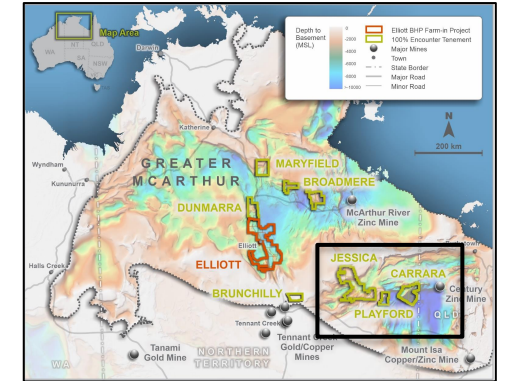 Map Area
WA
NT
QLD
SA
NSW
Darwin
Depth to
Basement
(MSL)
0
-2000
-4000
-6000
-8000
>-10000
Elliott BHP Farm-in Project
100% Encounter Tenement
Major Mines
Town
State Border
Major Road
Minor Road
N
200 km
Katherine
Wyndham
Kununurra
GREATER
MCARTHUR
MARYFIELD
BROADMERE
DUNMARRA
McArthur River
Zinc Mine
Elliott
ELLIOTT
Halls Creek
JESSICA
CARRARA
Century
Zinc Mine
PLAYFORD
QLD
BRUNCHILLY
Tennant Creek
Tennant Creek
Gold/Copper
Mines
Tanami
Gold Mine
NORTHERN
TERRITORY
WA
Mount Isa
Copper/Zinc Mine